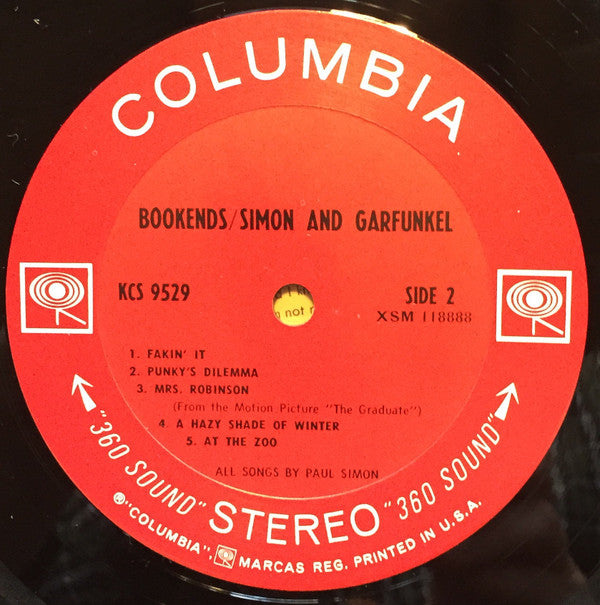 COLUMBIA
BOOKENDS/SIMON AND GARFUNKEL
KCS 9529
SIDE 2
XSM 118888
not
1. FAKIN' IT
2. PUNKY'S DILEMMA
3. MRS. ROBINSON
(From the Motion Picture "The Graduate")
4. A HAZY SHADE OF WINTER
5. AT THE ZOO
ALL SONGS BY PAUL SIMON
"360 SOUND" STEREO "360 SOUND"
®"COLUMBIA", MARCAS REG. PRINTED IN U.S.A.